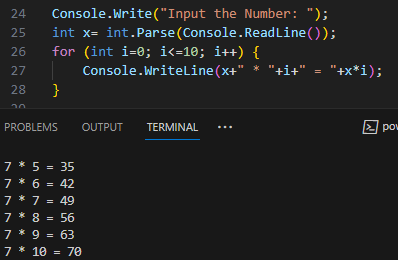 24 Console.Write("Input the Number: ");
25 int x= int.Parse(Console.ReadLine());
26 for (int i=0; i<=10; i++) {
27 Console.WriteLine(x+" * "+i+" = "+x*i);
28 }
PROBLEMS OUTPUT TERMINAL ··· pow
7 * 5 = 35
7 * 6 = 42
7 * 7 = 49
7 * 8 = 56
7 * 9 = 63
7 * 10 = 70